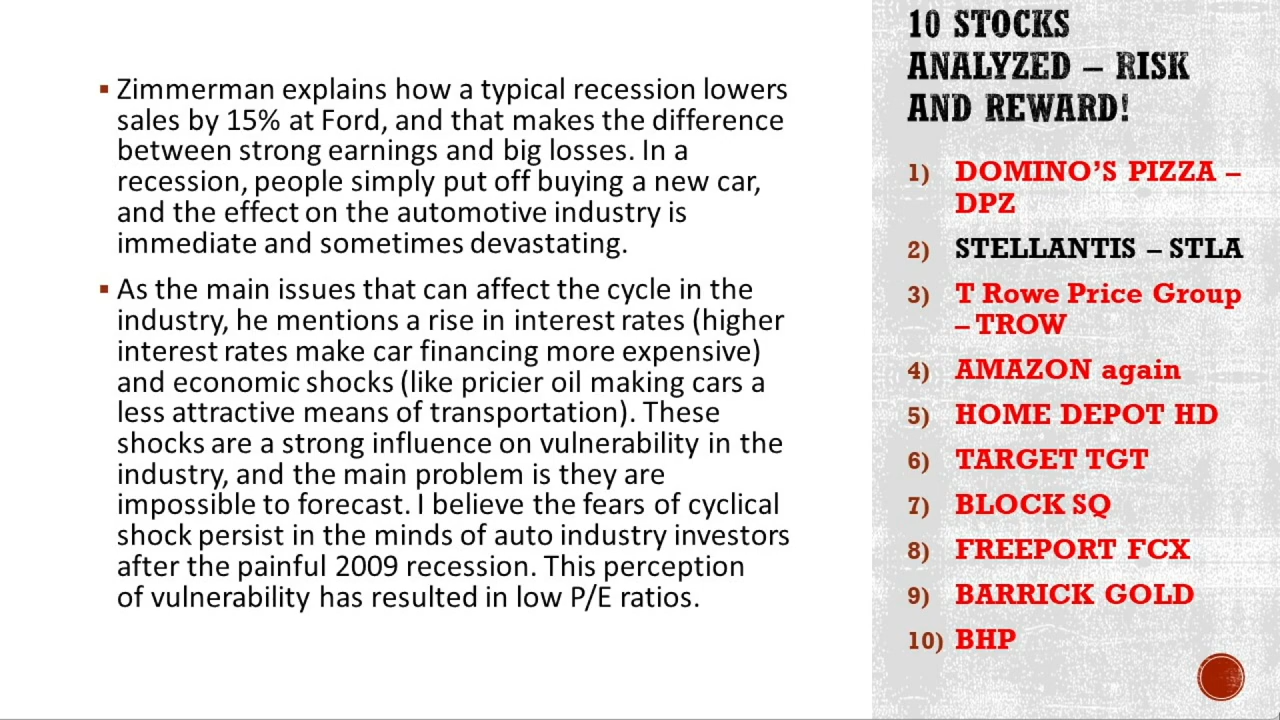 ▪ Zimmerman explains how a typical recession lowers
sales by 15% at Ford, and that makes the difference
between strong earnings and big losses. In a
recession, people simply put off buying a new car,
and the effect on the automotive industry is
immediate and sometimes devastating.
▪ As the main issues that can affect the cycle in the
industry, he mentions a rise in interest rates (higher
interest rates make car financing more expensive)
and economic shocks (like pricier oil making cars a
less attractive means of transportation). These
shocks are a strong influence on vulnerability in the
industry, and the main problem is they are
impossible to forecast. I believe the fears of cyclical
shock persist in the minds of auto industry investors
after the painful 2009 recession. This perception
of vulnerability has resulted in low P/E ratios.
10 STOCKS
ANALYZED – RISK
AND REWARD!
1) DOMINO'S PIZZA –
DPZ
2) STELLANTIS – STLA
3) T Rowe Price Group
– TROW
4) AMAZON again
5) HOME DEPOT HD
6) TARGET TGT
7) BLOCK SQ
8) FREEPORT FCX
9) BARRICK GOLD
10) BHP